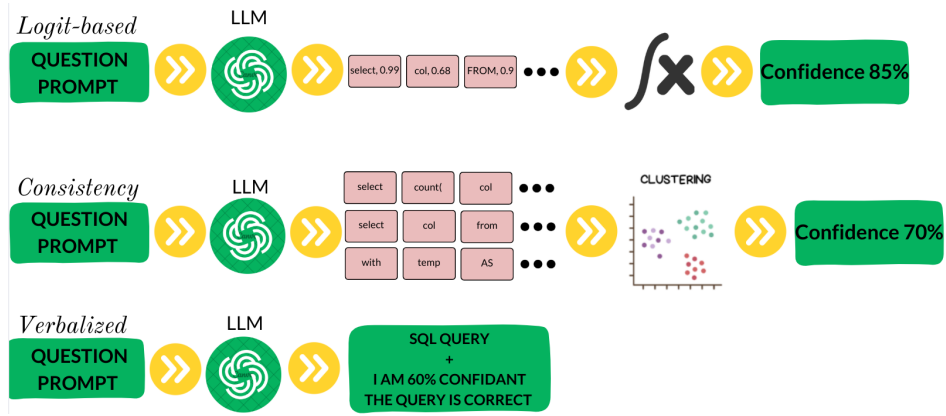 Logit-based
LLM
QUESTION
PROMPT
select, 0.99
col, 0.68
FROM, 0.9
∫x
Confidence 85%
Consistency
LLM
QUESTION
PROMPT
select
count(
col
select
col
from
with
temp
AS
CLUSTERING
Confidence 70%
Verbalized
LLM
QUESTION
PROMPT
SQL QUERY
+
I AM 60% CONFIDANT
THE QUERY IS CORRECT